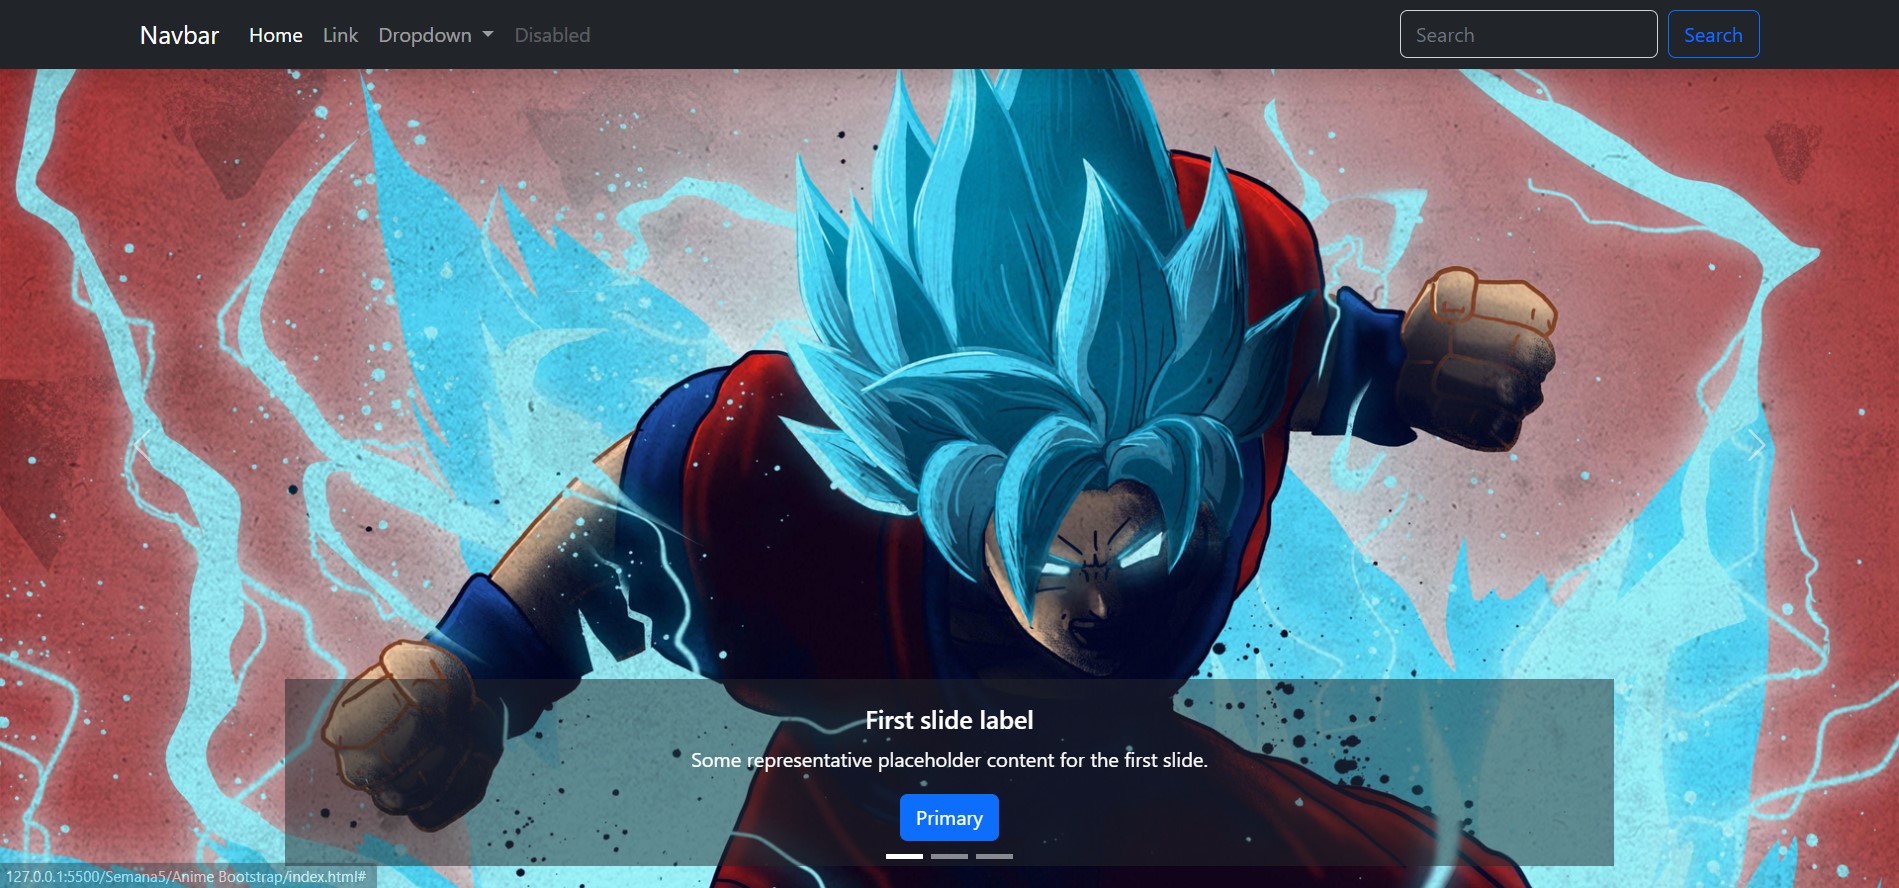 Navbar Home Link Dropdown Disabled Search Search
First slide label
Some representative placeholder content for the first slide.
Primary
127.0.0.1:5500/Semana5/Anime Bootstrap/index.html#